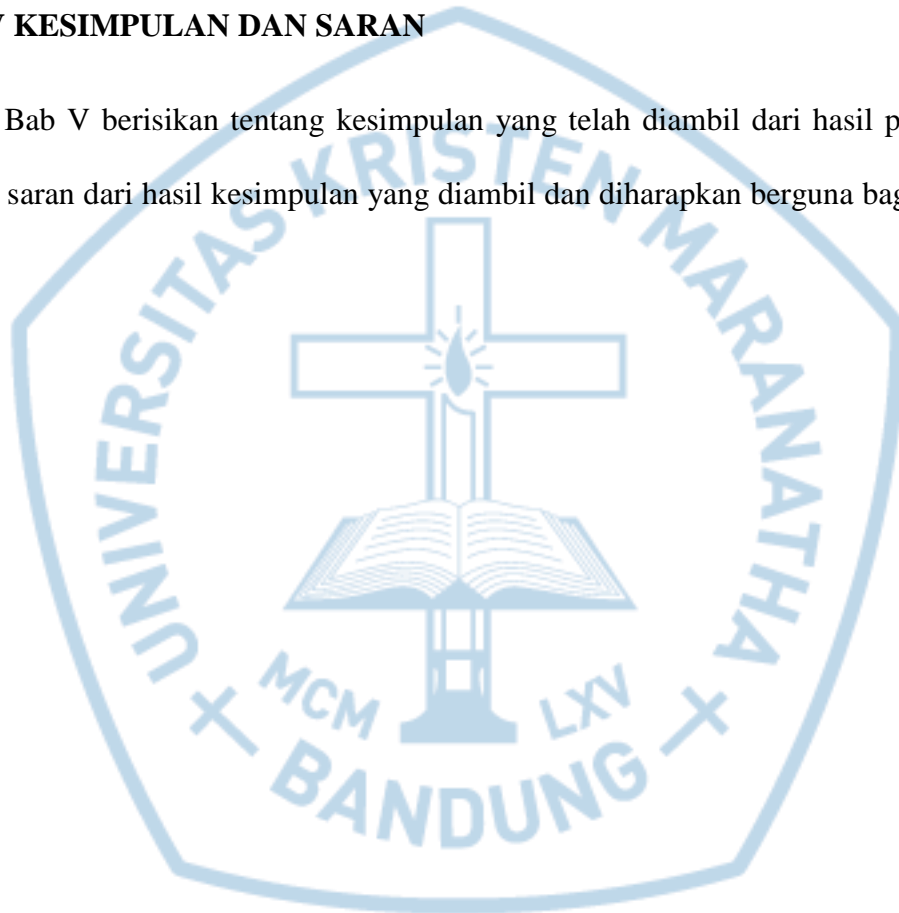 KESIMPULAN DAN SARAN
Bab V berisikan tentang kesimpulan yang telah diambil dari hasil
saran dari hasil kesimpulan yang diambil dan diharapkan berguna
UNIVERSITAS KRISTEN MARANATHA
MCM LXV
BANDUNG